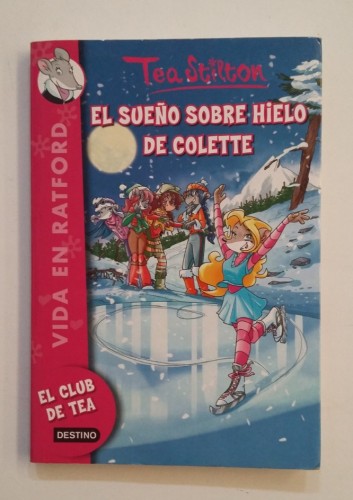 Tea Stilton
EL SUEÑO SOBRE HIELO
DE COLETTE
VIDA EN RATFORD
EL CLUB
DE TEA
DESTINO